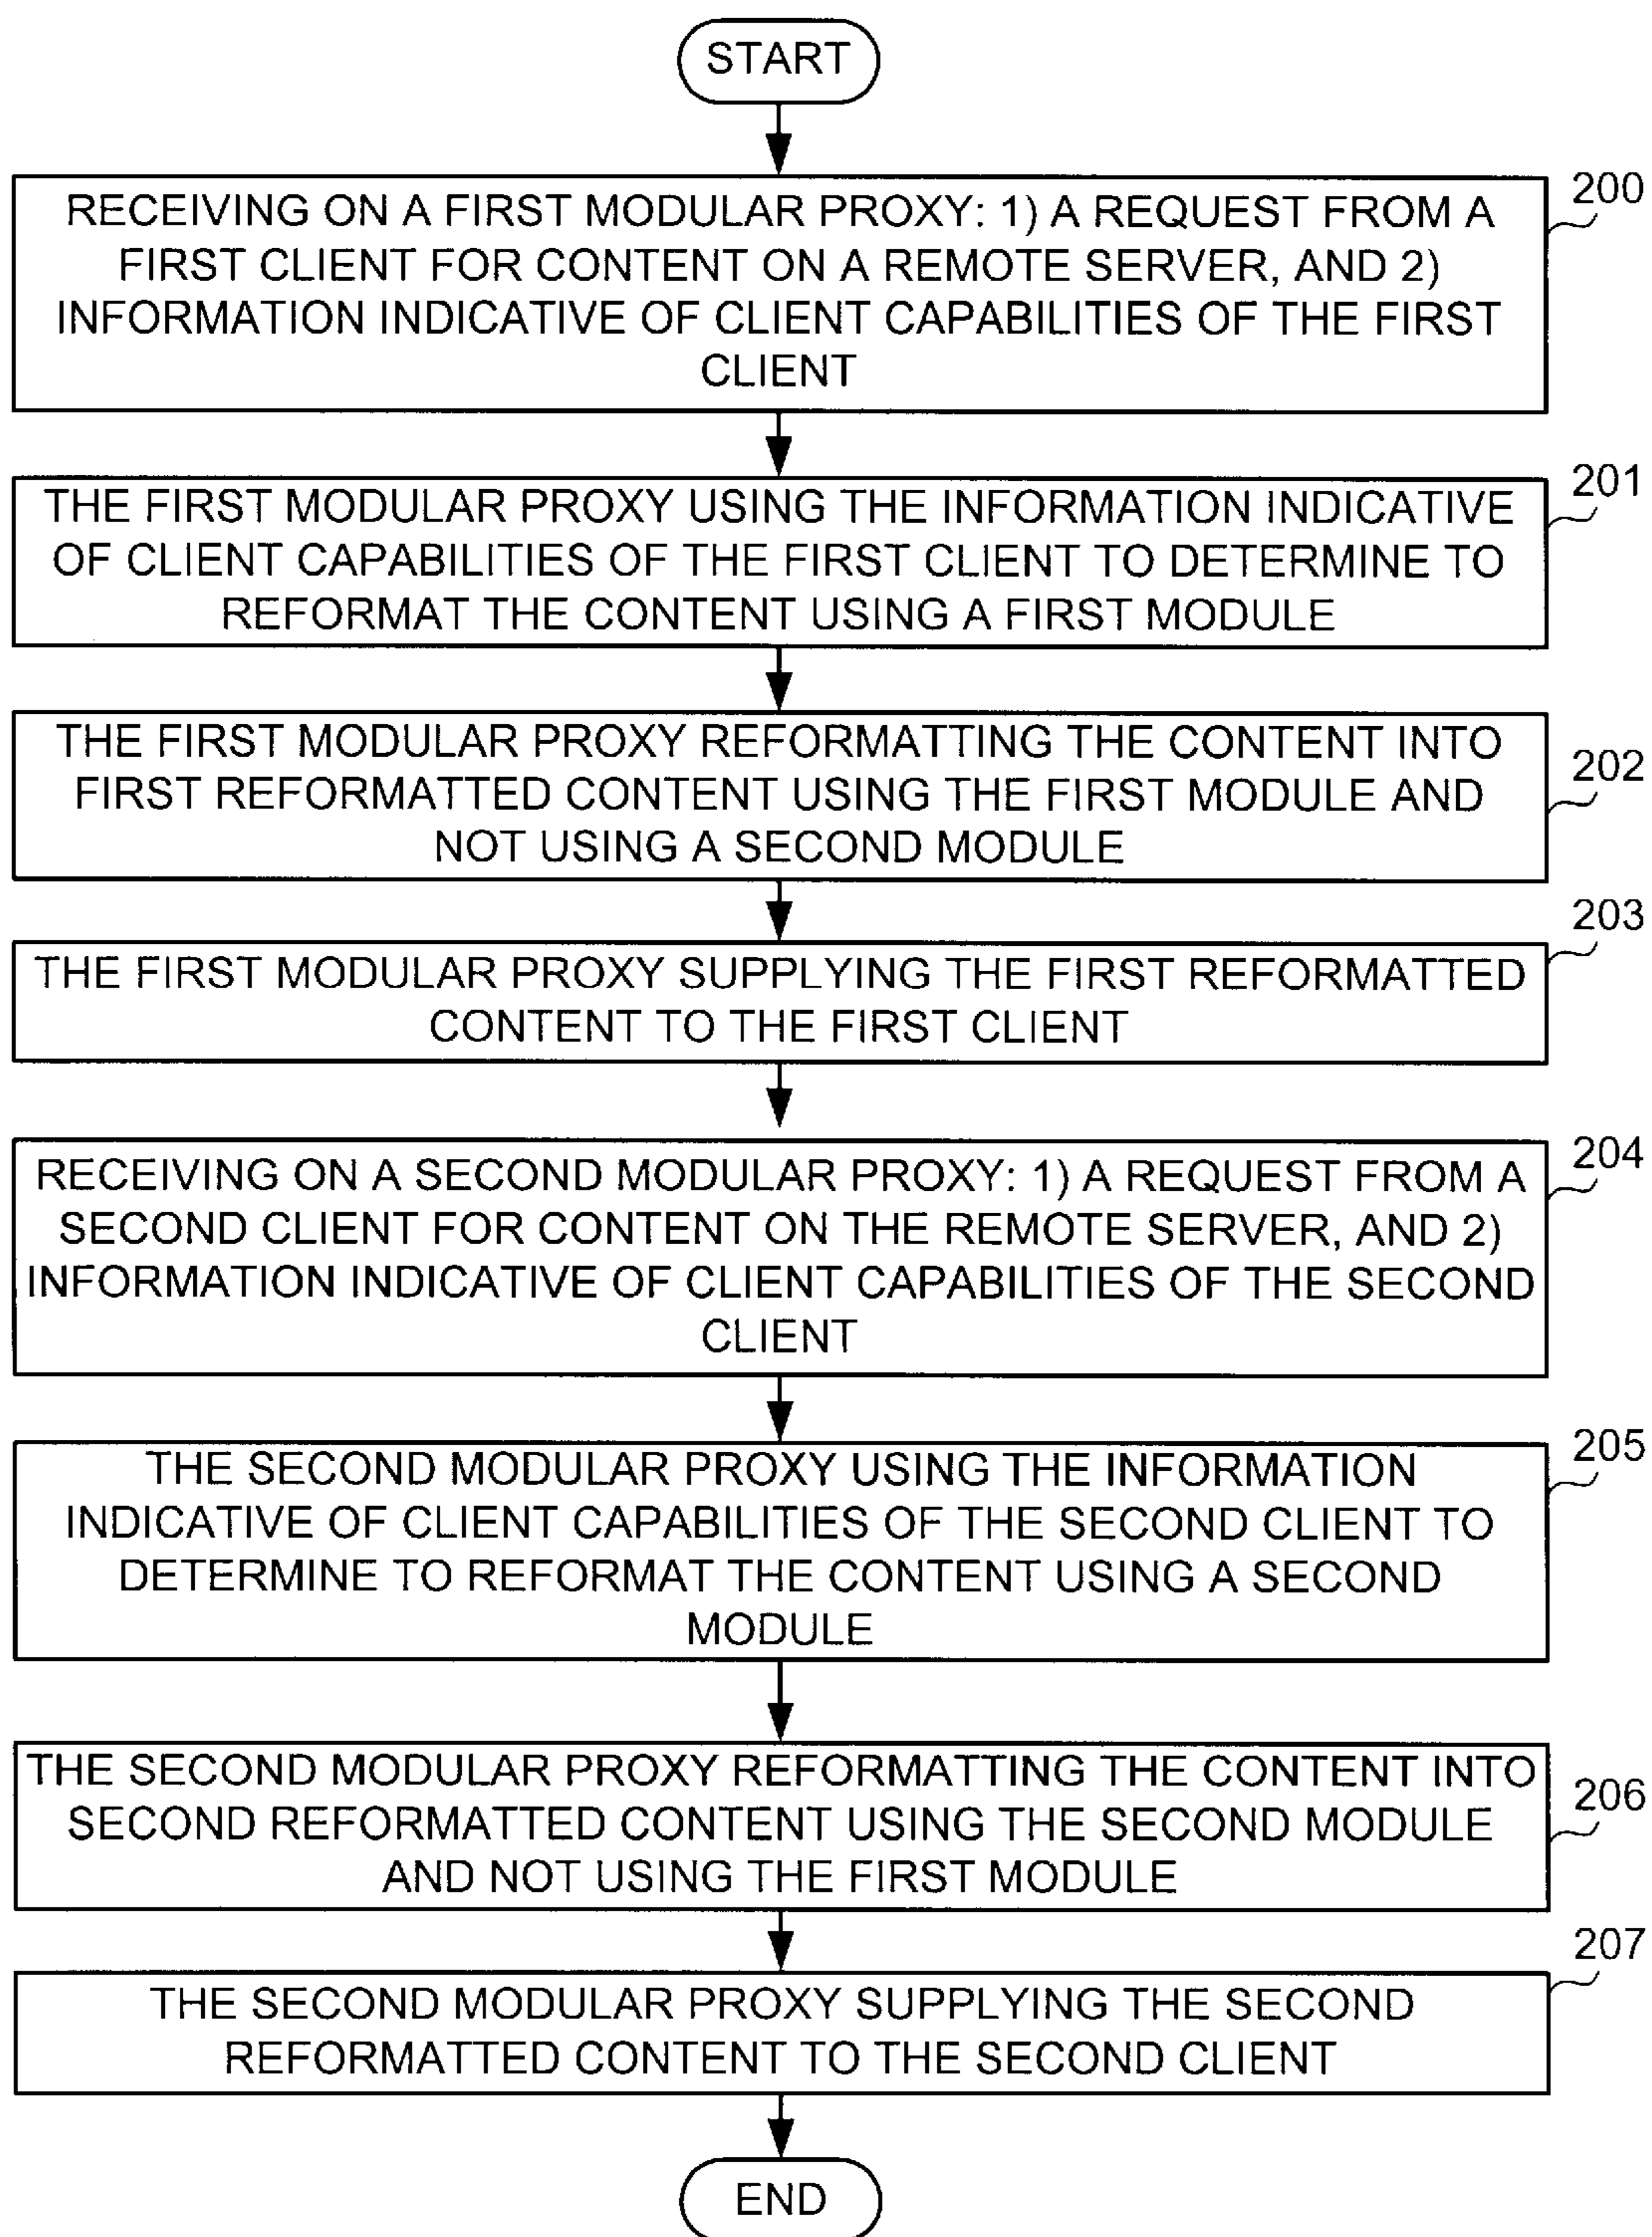 START
200
RECEIVING ON A FIRST MODULAR PROXY: 1) A REQUEST FROM A
FIRST CLIENT FOR CONTENT ON A REMOTE SERVER, AND 2)
INFORMATION INDICATIVE OF CLIENT CAPABILITIES OF THE FIRST
CLIENT
201
THE FIRST MODULAR PROXY USING THE INFORMATION INDICATIVE
OF CLIENT CAPABILITIES OF THE FIRST CLIENT TO DETERMINE TO
REFORMAT THE CONTENT USING A FIRST MODULE
202
THE FIRST MODULAR PROXY REFORMATTING THE CONTENT INTO
FIRST REFORMATTED CONTENT USING THE FIRST MODULE AND
NOT USING A SECOND MODULE
203
THE FIRST MODULAR PROXY SUPPLYING THE FIRST REFORMATTED
CONTENT TO THE FIRST CLIENT
204
RECEIVING ON A SECOND MODULAR PROXY: 1) A REQUEST FROM A
SECOND CLIENT FOR CONTENT ON THE REMOTE SERVER, AND 2)
INFORMATION INDICATIVE OF CLIENT CAPABILITIES OF THE SECOND
CLIENT
205
THE SECOND MODULAR PROXY USING THE INFORMATION
INDICATIVE OF CLIENT CAPABILITIES OF THE SECOND CLIENT TO
DETERMINE TO REFORMAT THE CONTENT USING A SECOND
MODULE
206
THE SECOND MODULAR PROXY REFORMATTING THE CONTENT INTO
SECOND REFORMATTED CONTENT USING THE SECOND MODULE
AND NOT USING THE FIRST MODULE
207
THE SECOND MODULAR PROXY SUPPLYING THE SECOND
REFORMATTED CONTENT TO THE SECOND CLIENT
END